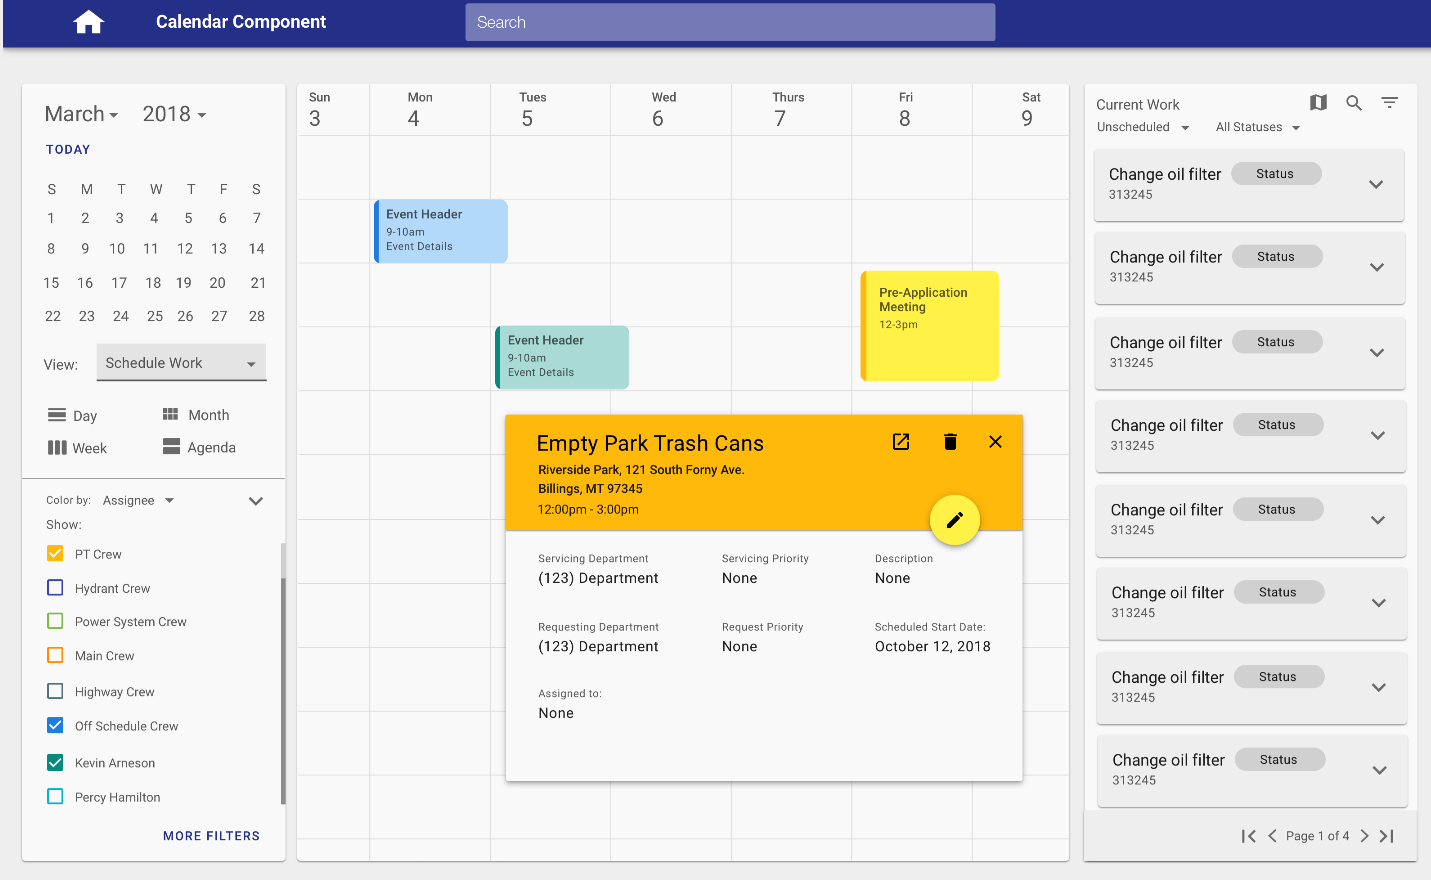 Calendar Component
Search
March 2018
TODAY
S M T W T F S
1 2 3 4 5 6 7
8 9 10 11 12 13 14
15 16 17 18 19 20 21
22 23 24 25 26 27 28
View: Schedule Work
Day Month
Week Agenda
Color by: Assignee
Show:
PT Crew
Hydrant Crew
Power System Crew
Main Crew
Highway Crew
Off Schedule Crew
Kevin Arneson
Percy Hamilton
MORE FILTERS
Sun Mon Tues Wed Thurs Fri Sat
3 4 5 6 7 8 9
Event Header
9-10am
Event Details
Event Header
9-10am
Event Details
Pre-Application
Meeting
12-3pm
Empty Park Trash Cans
Riverside Park, 121 South Forny Ave.
Billings, MT 97345
12:00pm - 3:00pm
Servicing Department Servicing Priority Description
(123) Department None None
Requesting Department Request Priority Scheduled Start Date:
(123) Department None October 12, 2018
Assigned to:
None
Current Work
Unscheduled All Statuses
Change oil filter Status
313245
Change oil filter Status
313245
Change oil filter Status
313245
Change oil filter Status
313245
Change oil filter Status
313245
Change oil filter Status
313245
Change oil filter Status
313245
Change oil filter Status
313245
Page 1 of 4